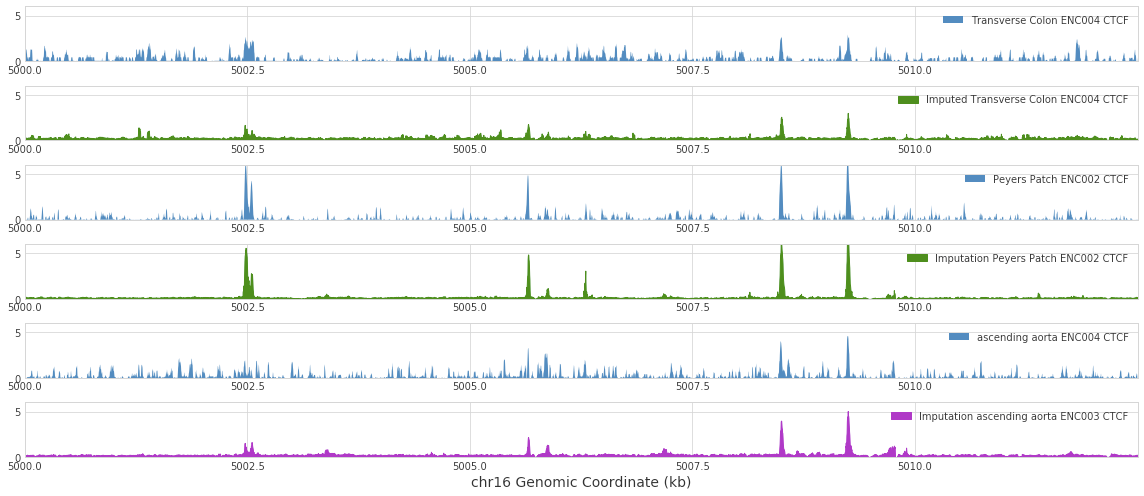 5
Transverse Colon ENC004 CTCF
0
5000.0 5002.5 5005.0 5007.5 5010.0
5
Imputed Transverse Colon ENC004 CTCF
0
5000.0 5002.5 5005.0 5007.5 5010.0
5
Peyers Patch ENC002 CTCF
0
5000.0 5002.5 5005.0 5007.5 5010.0
5
Imputation Peyers Patch ENC002 CTCF
0
5000.0 5002.5 5005.0 5007.5 5010.0
5
ascending aorta ENC004 CTCF
0
5000.0 5002.5 5005.0 5007.5 5010.0
5
Imputation ascending aorta ENC003 CTCF
0
5000.0 5002.5 5005.0 5007.5 5010.0
chr16 Genomic Coordinate (kb)